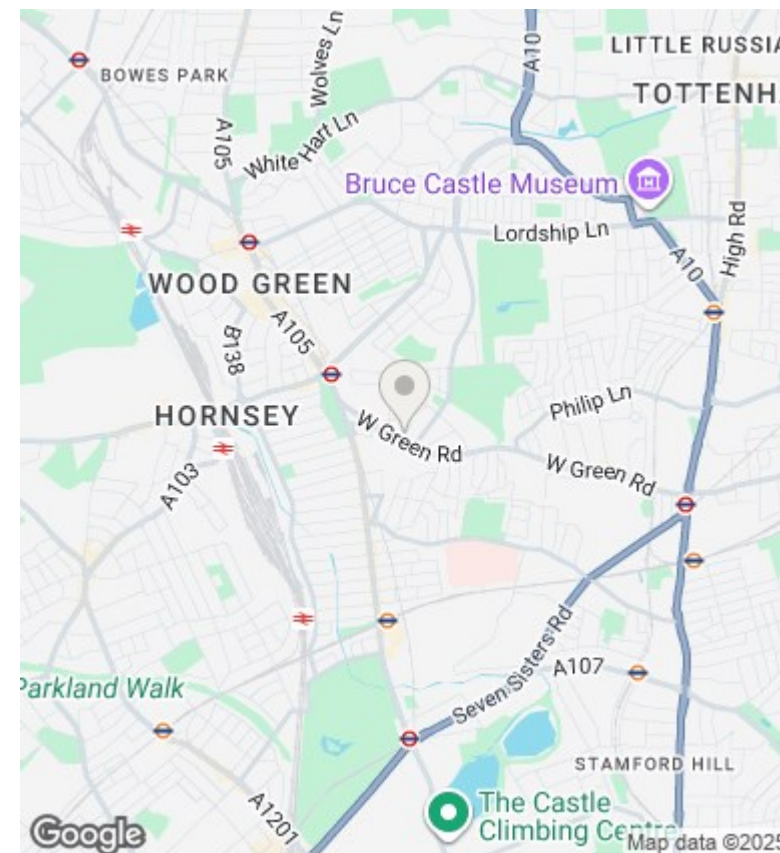 LITTLE RUSSIA
BOWES PARK
Wolves Ln
A10
TOTTENHA
A105
White Hart Ln
Bruce Castle Museum
Lordship Ln
A10
High Rd
WOOD GREEN
A105
B138
HORNSEY
Philip Ln
W Green Rd
W Green Rd
A103
Seven Sisters Rd
A107
Parkland Walk
STAMFORD HILL
A1201
The Castle
Climbing Centre
Google
Map data ©2025